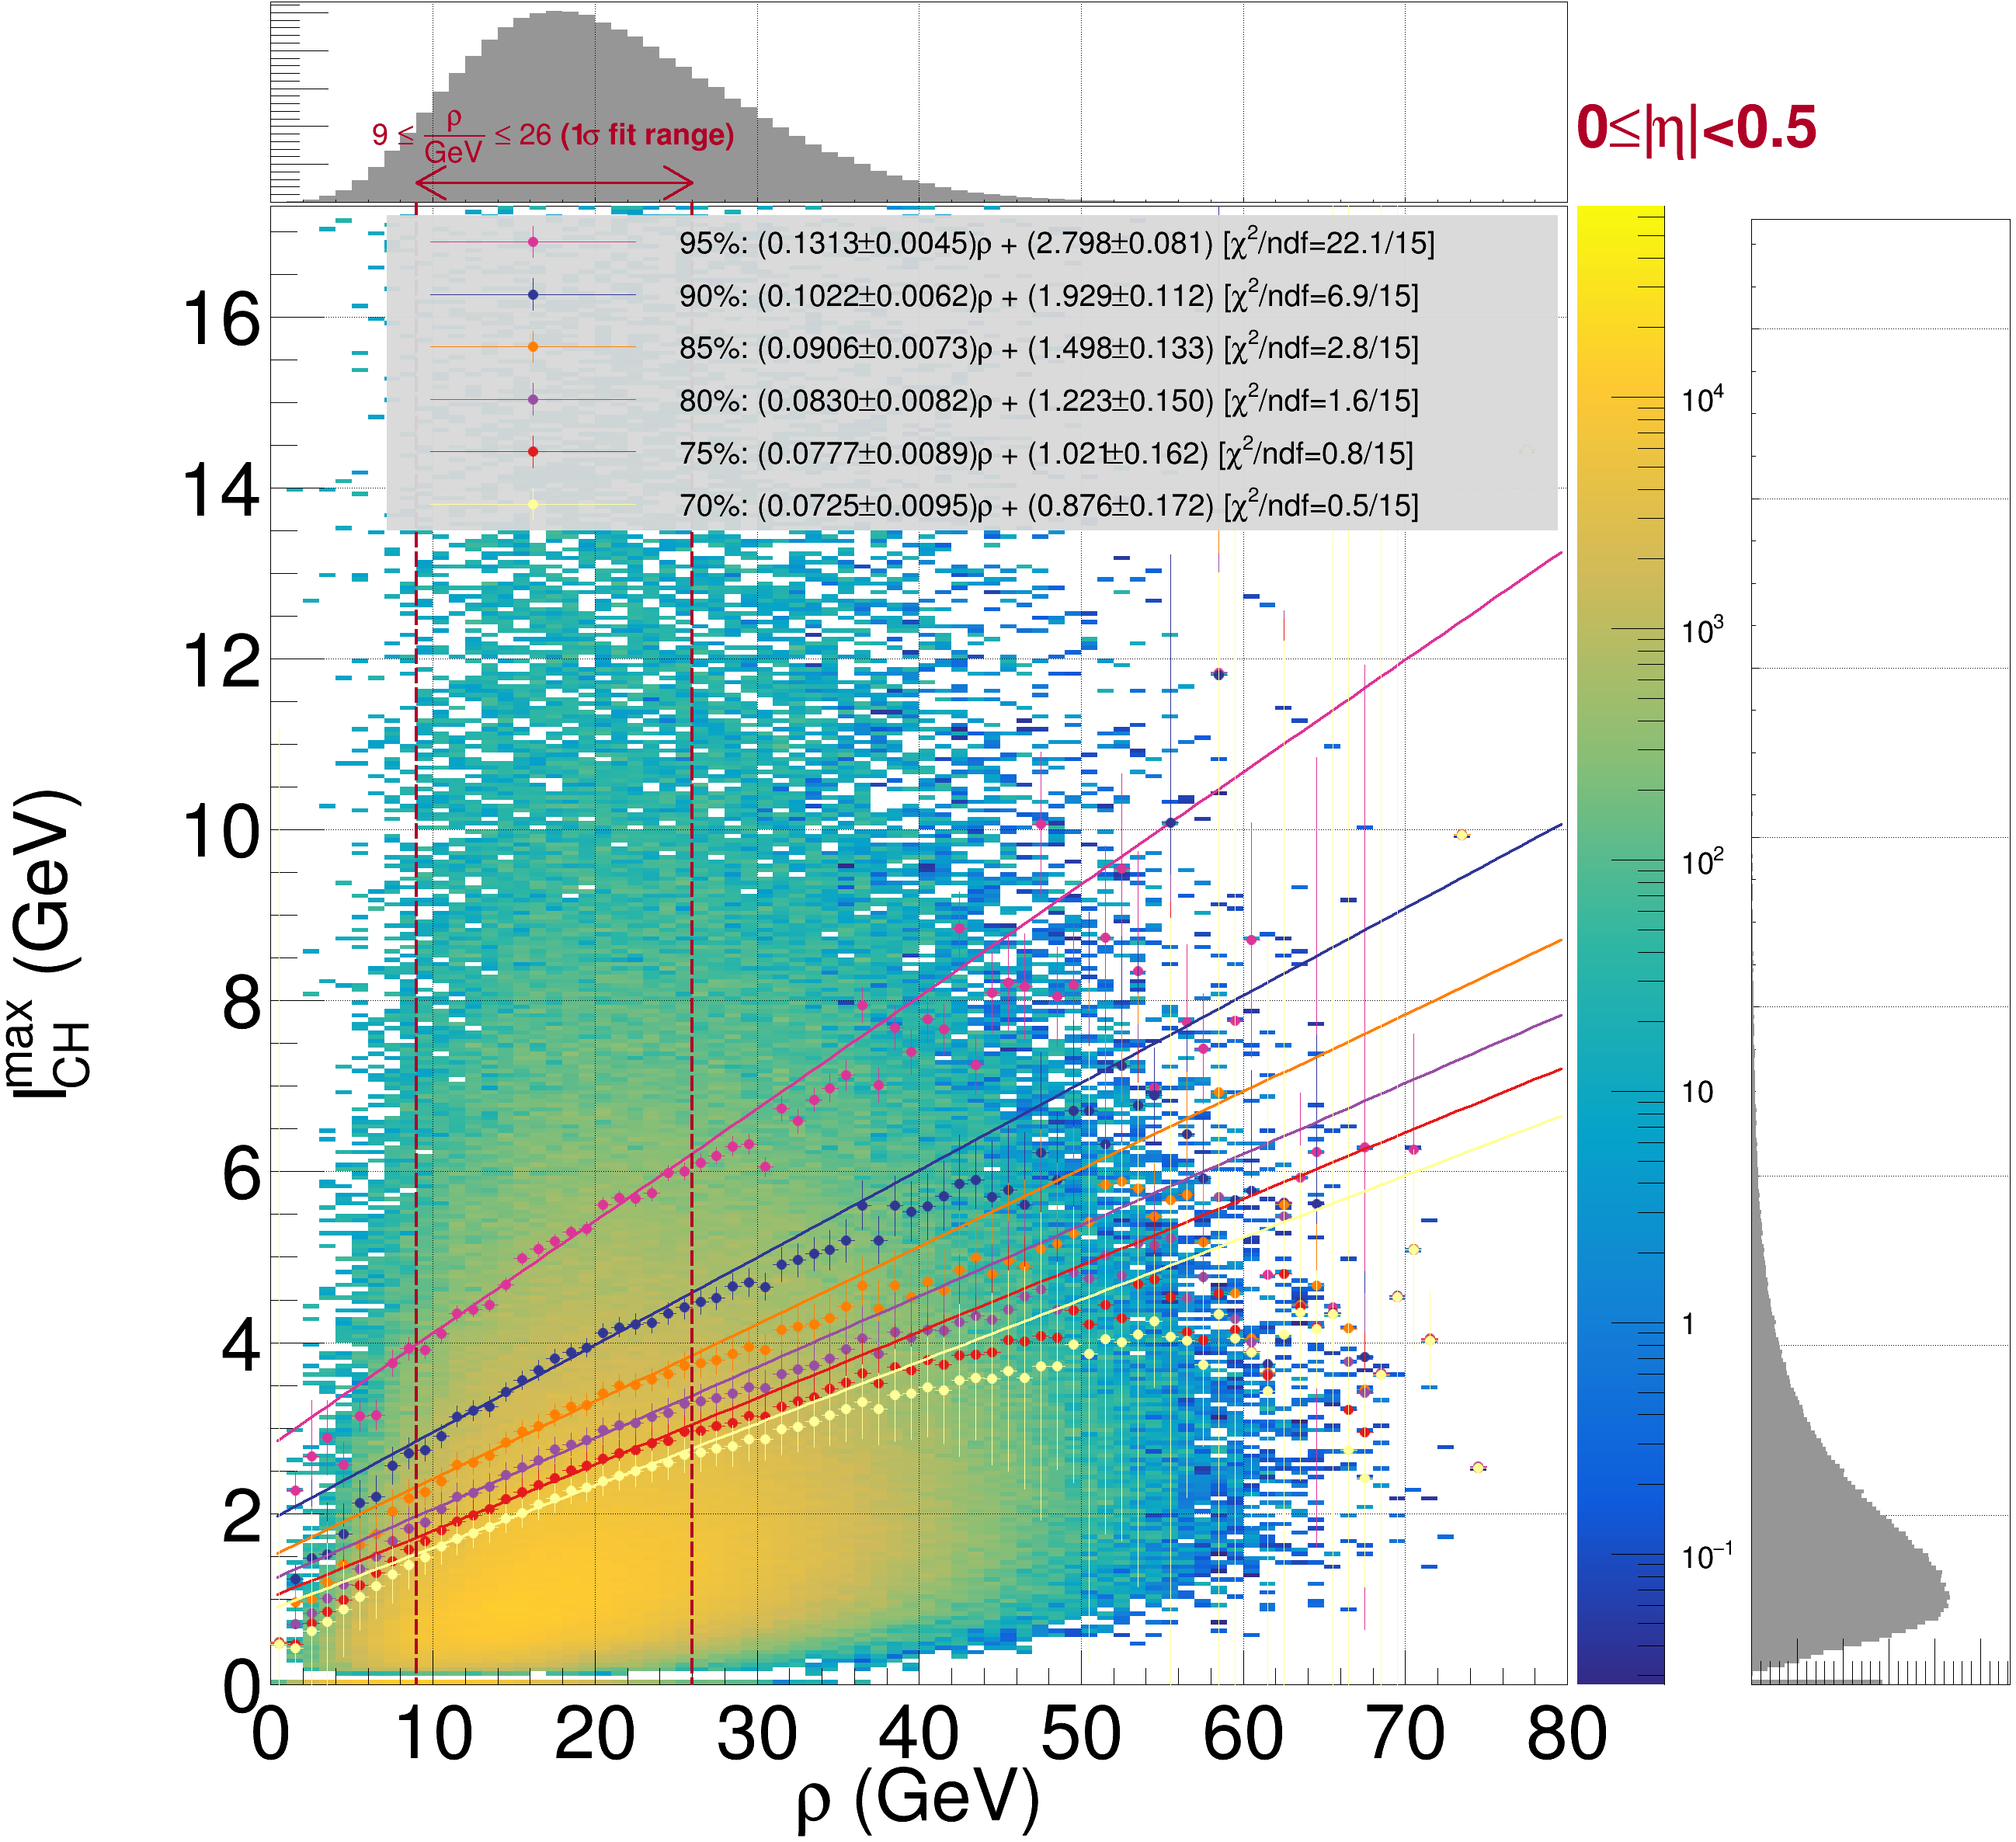 9 ≤ ρ/GeV ≤ 26 (1σ fit range)
0≤|η|<0.5
95%: (0.1313±0.0045)ρ + (2.798±0.081) [χ²/ndf=22.1/15]
90%: (0.1022±0.0062)ρ + (1.929±0.112) [χ²/ndf=6.9/15]
85%: (0.0906±0.0073)ρ + (1.498±0.133) [χ²/ndf=2.8/15]
80%: (0.0830±0.0082)ρ + (1.223±0.150) [χ²/ndf=1.6/15]
75%: (0.0777±0.0089)ρ + (1.021±0.162) [χ²/ndf=0.8/15]
70%: (0.0725±0.0095)ρ + (0.876±0.172) [χ²/ndf=0.5/15]
16
14
12
10
8
6
4
2
0
I_CH^max (GeV)
0 10 20 30 40 50 60 70 80
ρ (GeV)
10⁴
10³
10²
10
1
10⁻¹